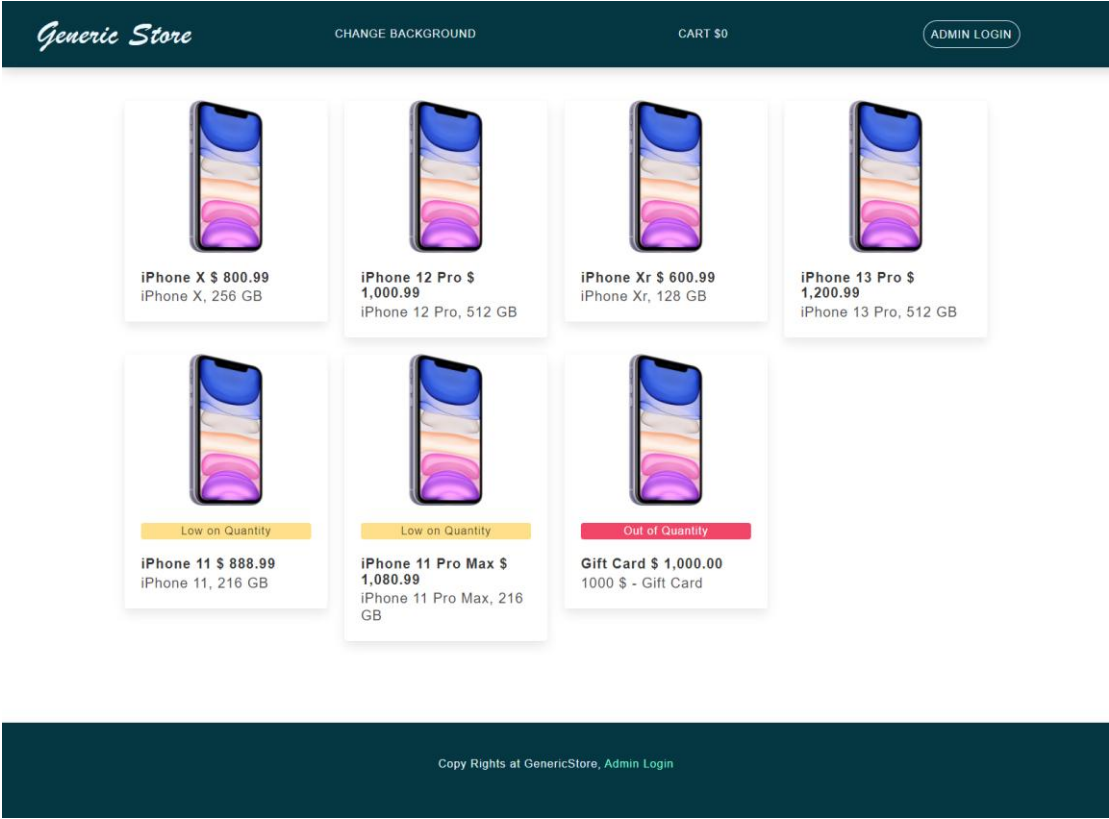 Generic Store
CHANGE BACKGROUND
CART $0
ADMIN LOGIN
iPhone X $ 800.99
iPhone X, 256 GB
iPhone 12 Pro $
1,000.99
iPhone 12 Pro, 512 GB
iPhone Xr $ 600.99
iPhone Xr, 128 GB
iPhone 13 Pro $
1,200.99
iPhone 13 Pro, 512 GB
Low on Quantity
iPhone 11 $ 888.99
iPhone 11, 216 GB
Low on Quantity
iPhone 11 Pro Max $
1,080.99
iPhone 11 Pro Max, 216
GB
Out of Quantity
Gift Card $ 1,000.00
1000 $ - Gift Card
Copy Rights at GenericStore, Admin Login